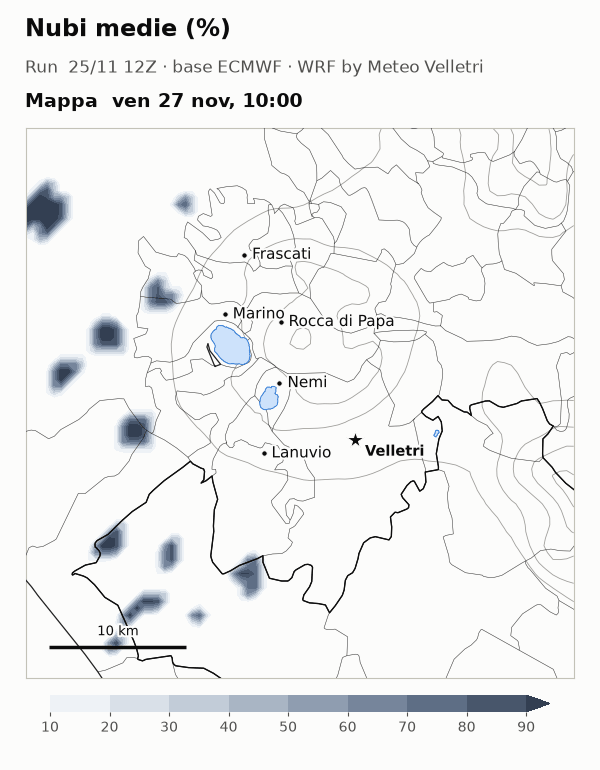 Nubi medie (%)
Run  25/11 12Z · base ECMWF · WRF by Meteo Velletri
Mappa  ven 27 nov, 10:00
Frascati
Marino
Rocca di Papa
Nemi
Velletri
Lanuvio
10 km
10 20 30 40 50 60 70 80 90